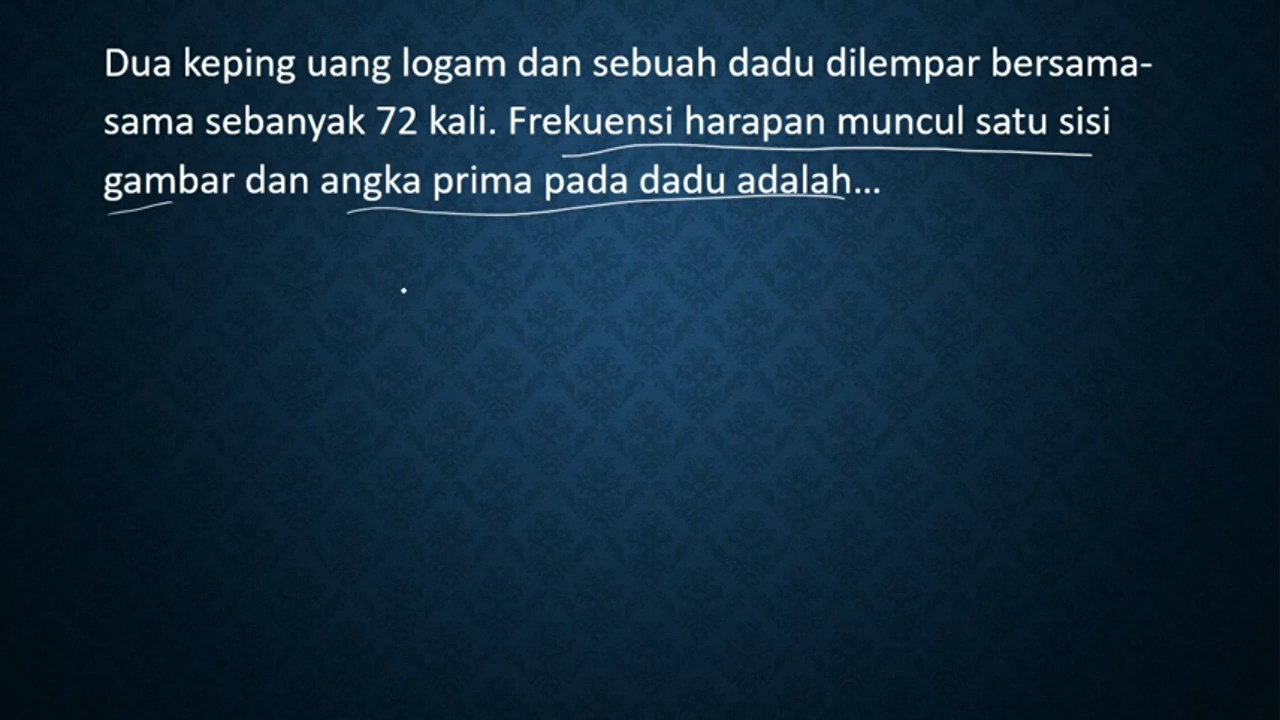 Dua keping uang logam dan sebuah dadu dilempar bersama-
sama sebanyak 72 kali. Frekuensi harapan muncul satu sisi
gambar dan angka prima pada dadu adalah...